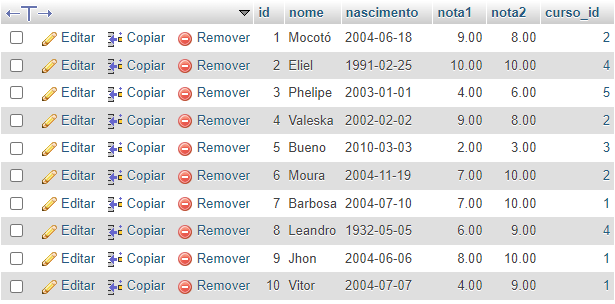 id nome nascimento nota1 nota2 curso_id
Editar Copiar Remover 1 Mocotó 2004-06-18 9.00 8.00 2
Editar Copiar Remover 2 Eliel 1991-02-25 10.00 10.00 4
Editar Copiar Remover 3 Phelipe 2003-01-01 4.00 6.00 5
Editar Copiar Remover 4 Valeska 2002-02-02 9.00 8.00 2
Editar Copiar Remover 5 Bueno 2010-03-03 2.00 3.00 3
Editar Copiar Remover 6 Moura 2004-11-19 7.00 10.00 2
Editar Copiar Remover 7 Barbosa 2004-07-10 7.00 10.00 1
Editar Copiar Remover 8 Leandro 1932-05-05 6.00 9.00 4
Editar Copiar Remover 9 Jhon 2004-06-06 8.00 10.00 1
Editar Copiar Remover 10 Vitor 2004-07-07 4.00 9.00 1